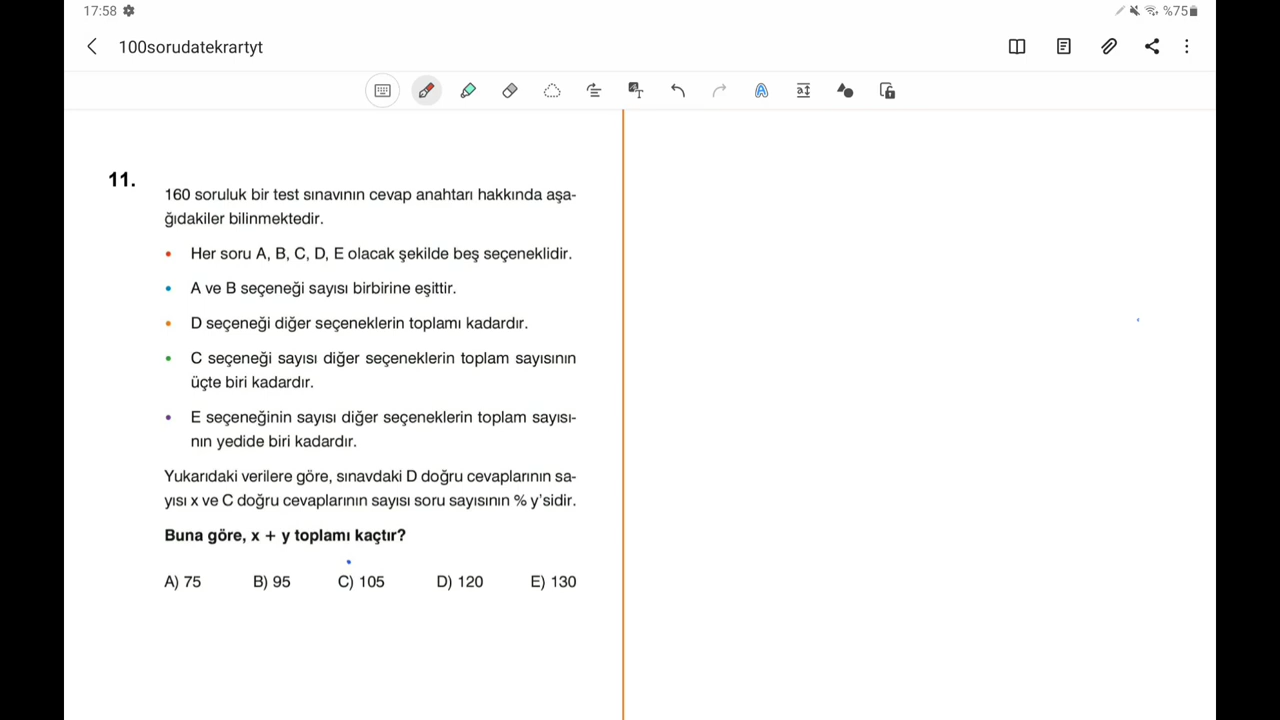 17:58
%75
100sorudatekrartyt
11.
160 soruluk bir test sınavının cevap anahtarı hakkında aşa-
ğıdakiler bilinmektedir.
• Her soru A, B, C, D, E olacak şekilde beş seçeneklidir.
• A ve B seçeneği sayısı birbirine eşittir.
• D seçeneği diğer seçeneklerin toplamı kadardır.
• C seçeneği sayısı diğer seçeneklerin toplam sayısının
üçte biri kadardır.
• E seçeneğinin sayısı diğer seçeneklerin toplam sayısı-
nın yedide biri kadardır.
Yukarıdaki verilere göre, sınavdaki D doğru cevaplarının sa-
yısı x ve C doğru cevaplarının sayısı soru sayısının % y'sidir.
Buna göre, x + y toplamı kaçtır?
A) 75 B) 95 C) 105 D) 120 E) 130